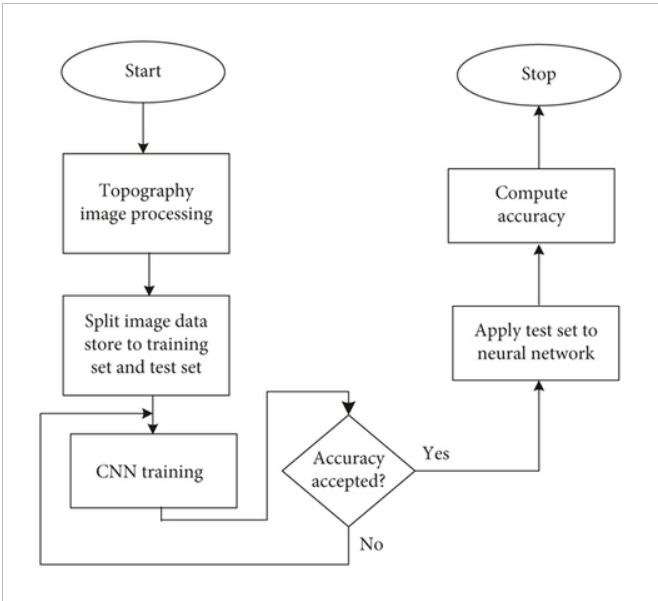 Start
Topography
image processing
Split image data
store to training
set and test set
CNN training
Accuracy
accepted?
Yes
No
Apply test set to
neural network
Compute
accuracy
Stop